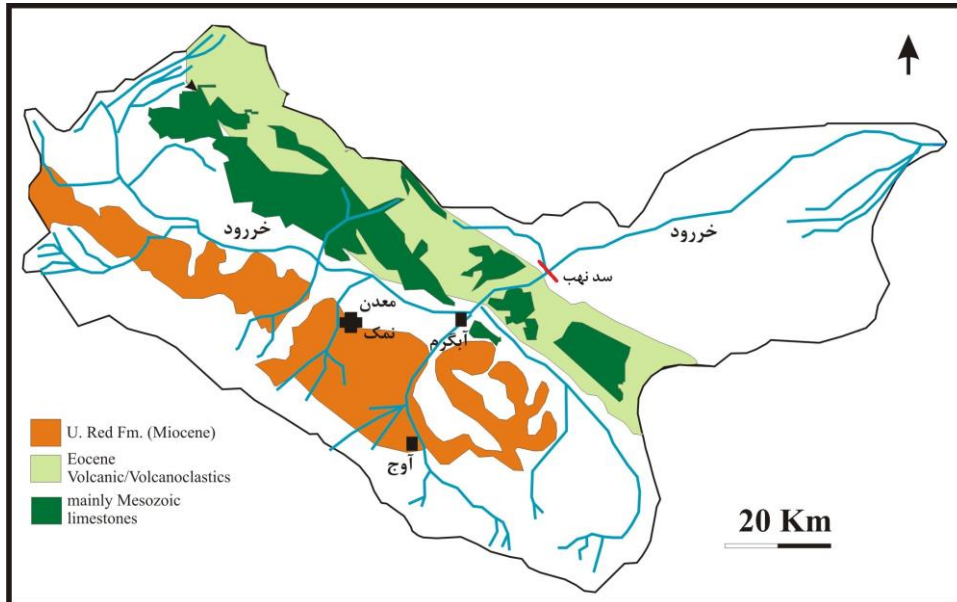 خررود
خررود
سد نهب
معدن
نمک
آبگرم
آوج
U. Red Fm. (Miocene)
Eocene
Volcanic/Volcanoclastics
mainly Mesozoic
limestones
20 Km